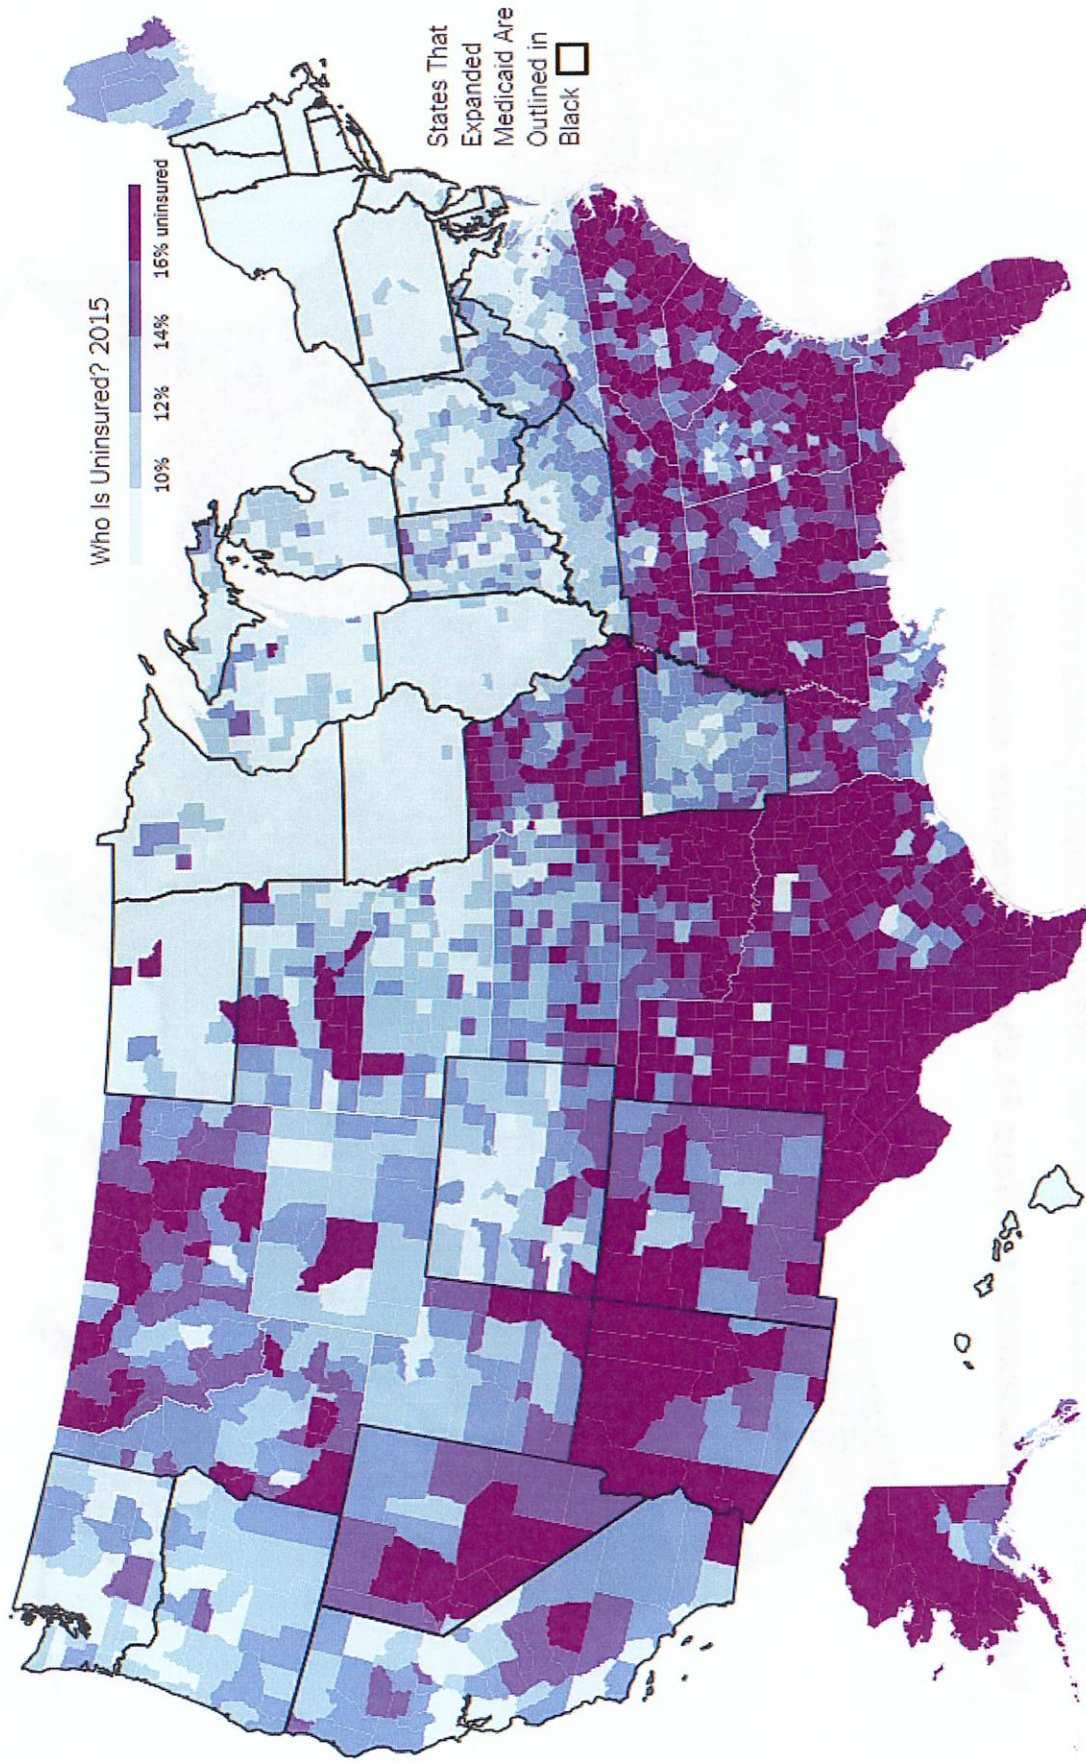 Who Is Uninsured? 2015
10% 12% 14% 16% uninsured
States That
Expanded
Medicaid Are
Outlined in
Black